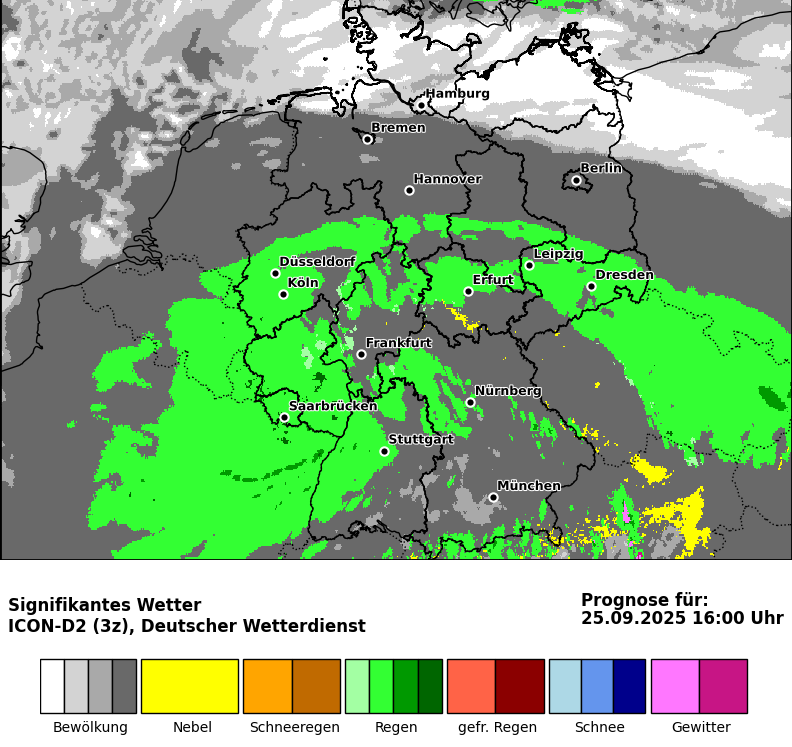 Hamburg
Bremen
Berlin
Hannover
Leipzig
Düsseldorf
Dresden
Köln
Erfurt
Frankfurt
Nürnberg
Saarbrücken
Stuttgart
München
Signifikantes Wetter
ICON-D2 (3z), Deutscher Wetterdienst
Prognose für:
25.09.2025 16:00 Uhr
Bewölkung Nebel Schneeregen Regen gefr. Regen Schnee Gewitter